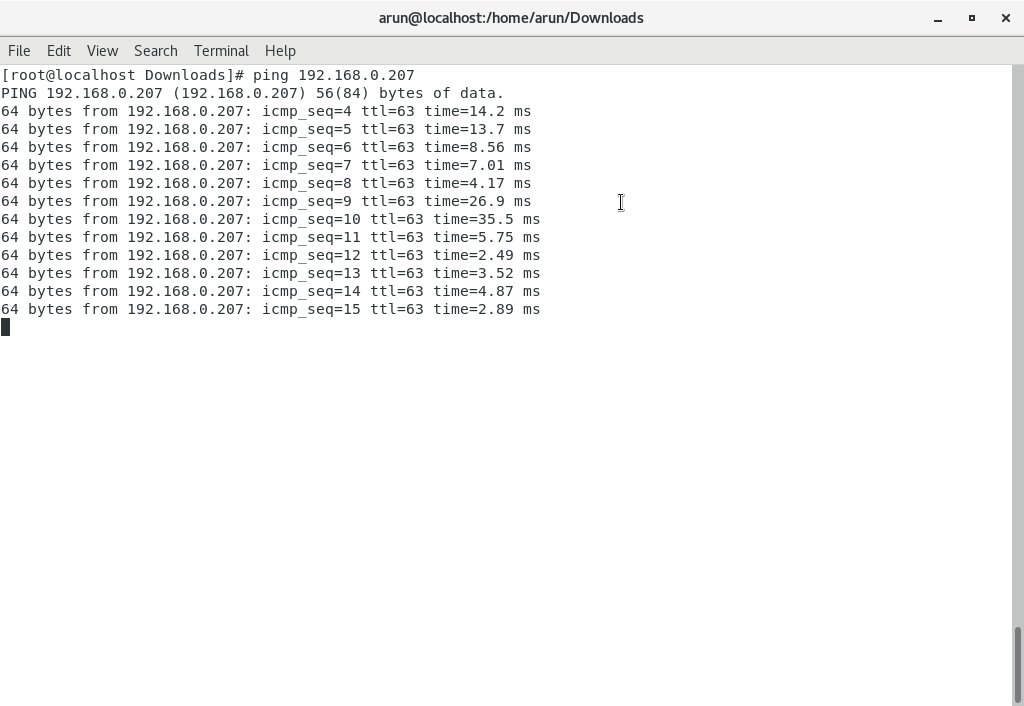 arun@localhost:/home/arun/Downloads
File Edit View Search Terminal Help
[root@localhost Downloads]# ping 192.168.0.207
PING 192.168.0.207 (192.168.0.207) 56(84) bytes of data.
64 bytes from 192.168.0.207: icmp_seq=4 ttl=63 time=14.2 ms
64 bytes from 192.168.0.207: icmp_seq=5 ttl=63 time=13.7 ms
64 bytes from 192.168.0.207: icmp_seq=6 ttl=63 time=8.56 ms
64 bytes from 192.168.0.207: icmp_seq=7 ttl=63 time=7.01 ms
64 bytes from 192.168.0.207: icmp_seq=8 ttl=63 time=4.17 ms
64 bytes from 192.168.0.207: icmp_seq=9 ttl=63 time=26.9 ms
64 bytes from 192.168.0.207: icmp_seq=10 ttl=63 time=35.5 ms
64 bytes from 192.168.0.207: icmp_seq=11 ttl=63 time=5.75 ms
64 bytes from 192.168.0.207: icmp_seq=12 ttl=63 time=2.49 ms
64 bytes from 192.168.0.207: icmp_seq=13 ttl=63 time=3.52 ms
64 bytes from 192.168.0.207: icmp_seq=14 ttl=63 time=4.87 ms
64 bytes from 192.168.0.207: icmp_seq=15 ttl=63 time=2.89 ms